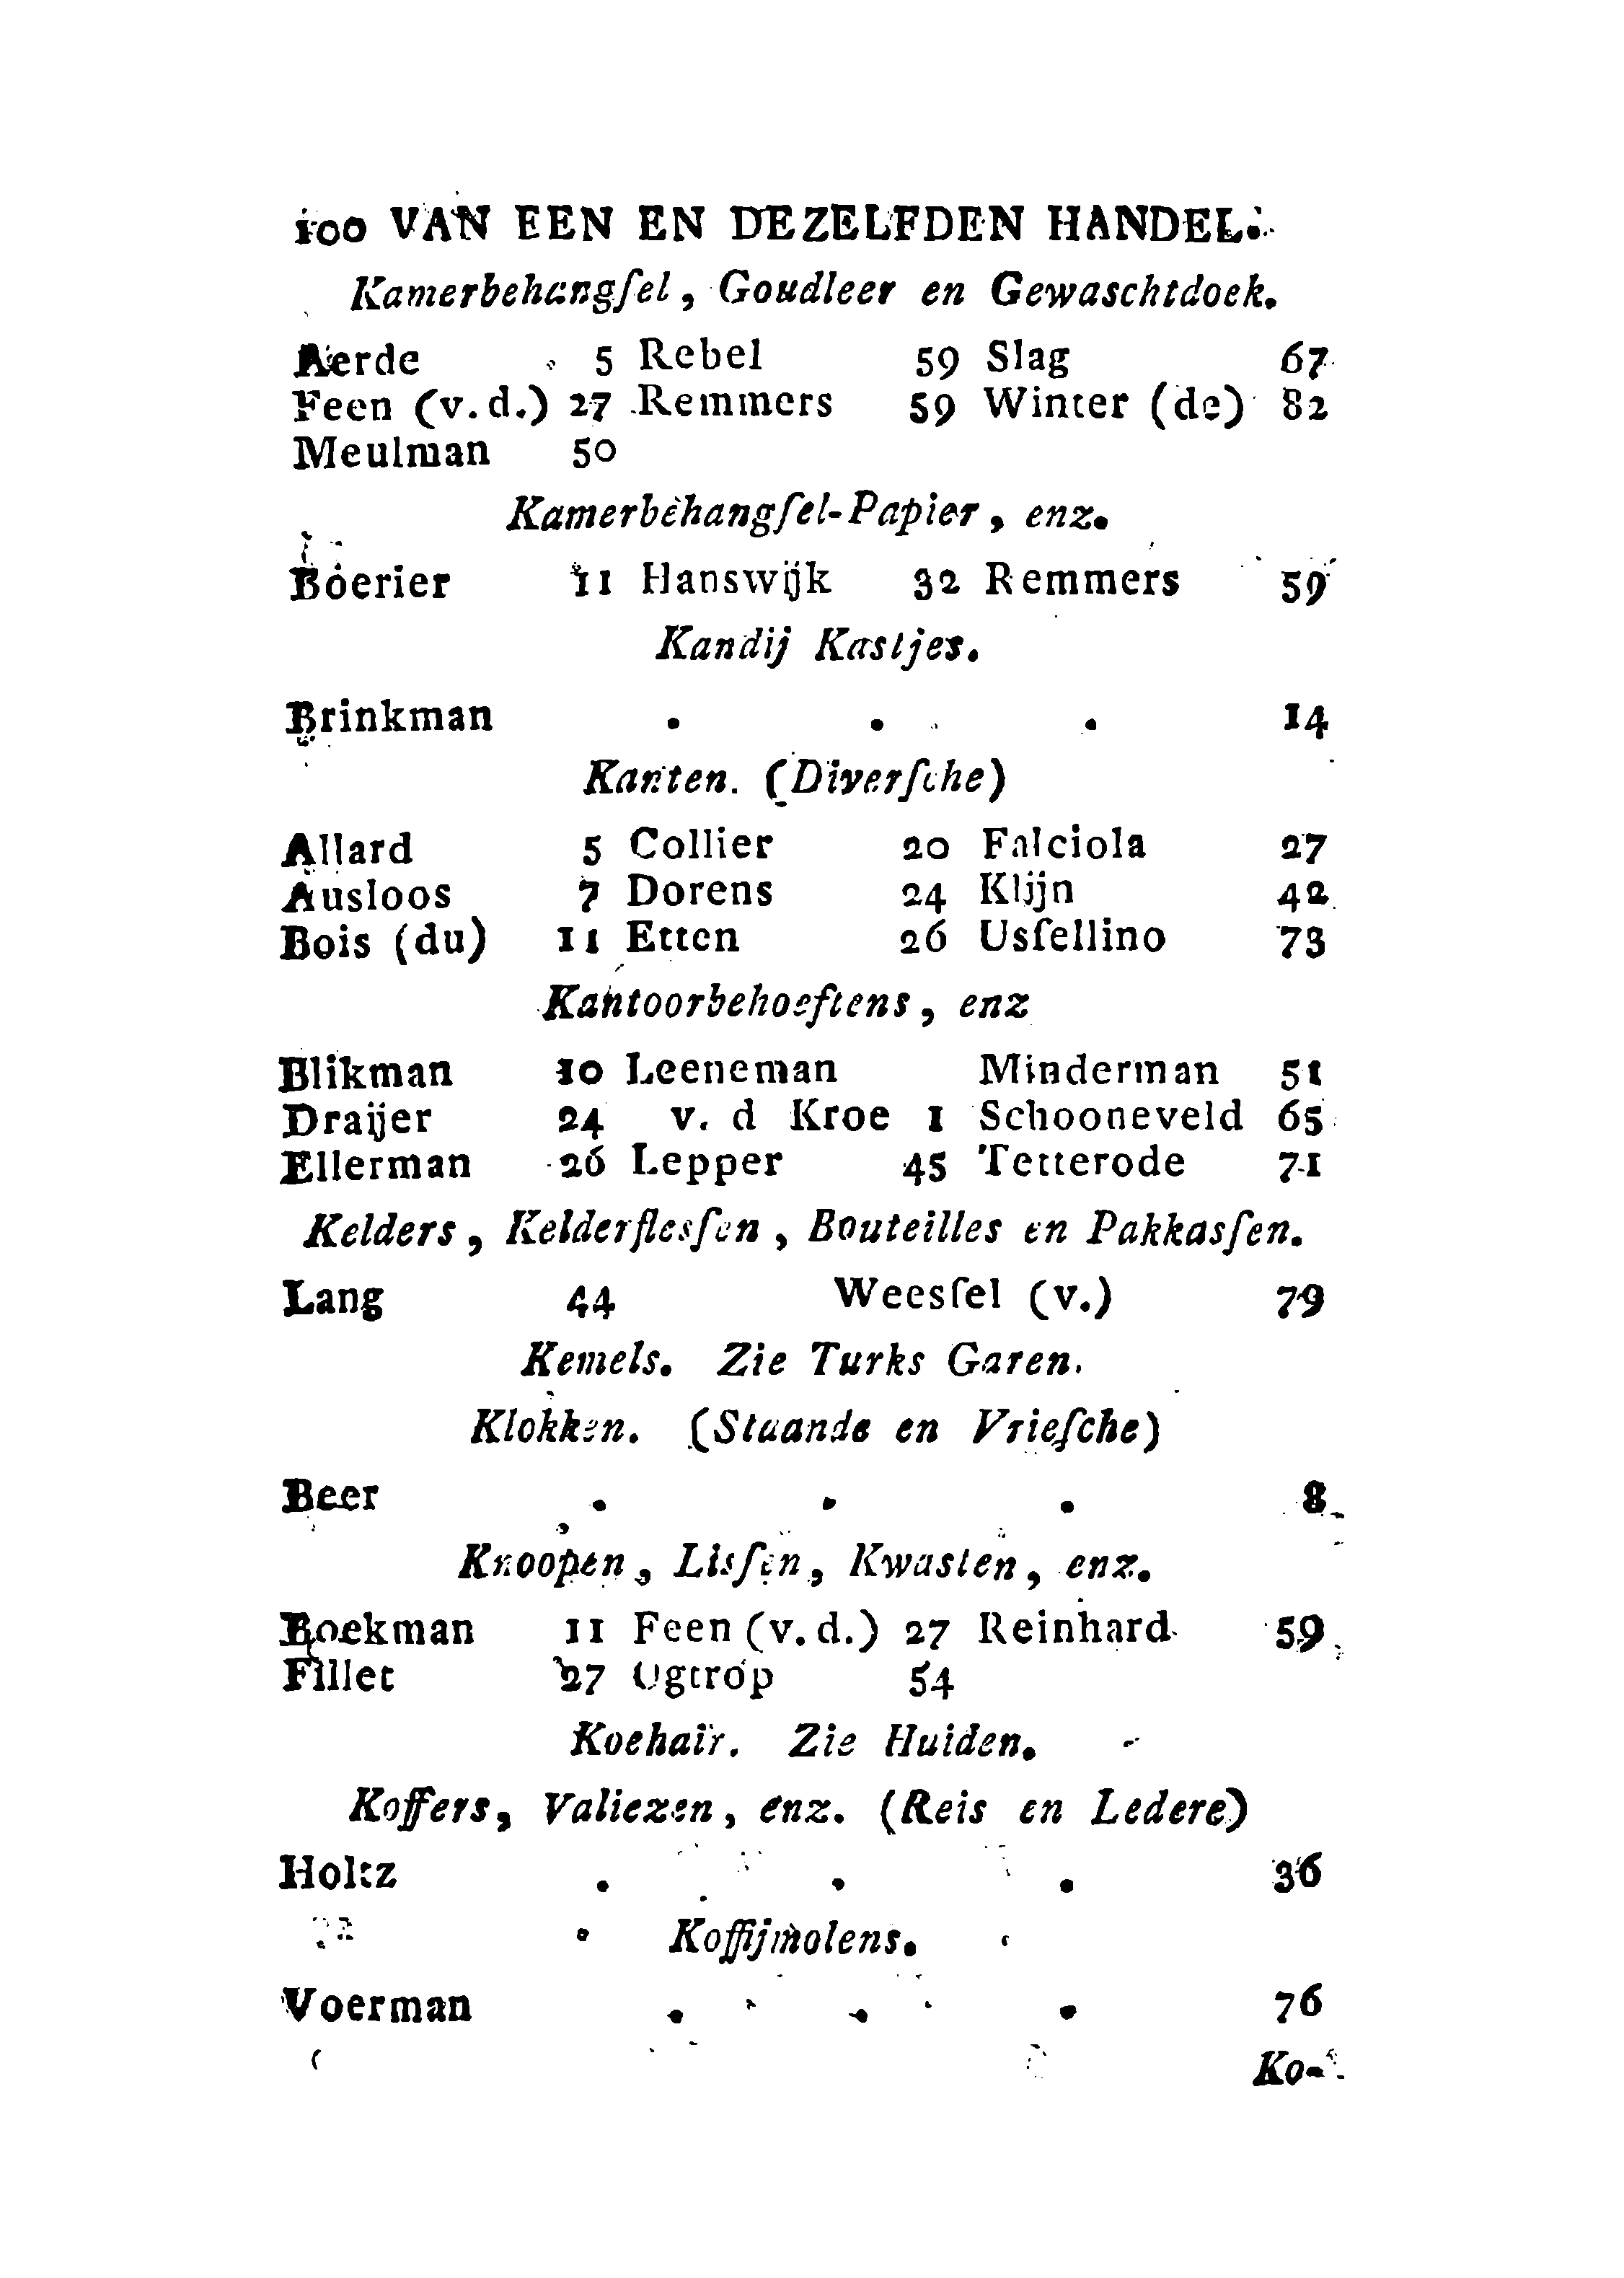 100 VAN EEN EN DEZELFDEN HANDEL.
Kamerbehangſel, Goudleer en Gewaschtdoek.
Aerde 5 Rebel 59 Slag 67
Feen (v.d.) 27 Remmers 59 Winter (de) 82
Meulman 50
Kamerbehangſel-Papier, enz.
Boerier 11 Hanswijk 32 Remmers 59
Kandij Kastjes.
Brinkman . . . 14
Kanten. (Diverſche)
Allard 5 Collier 20 Falciola 27
Ausloos 7 Dorens 24 Klijn 42
Bois (du) 11 Etten 26 Usſellino 73
Kantoorbehoeftens, enz
Blikman 10 Leeneman Minderman 51
Draijer 24 v. d Kroe 1 Schooneveld 65
Ellerman 26 Lepper 45 Tetterode 71
Kelders, Kelderflesſen, Bouteilles en Pakkasſen.
Lang 44 Weesſel (v.) 79
Kemels. Zie Turks Garen.
Klokken. (Staande en Vrieſche)
Beer . . . 8
Knoopen, Lisſen, Kwasten, enz.
Boekman 11 Feen (v. d.) 27 Reinhard 59
Fillet 27 Ogtrop 54
Koehair. Zie Huiden.
Koffers, Valiezen, enz. (Reis en Ledere)
Holtz . . . 36
Koffijmolens.
Voerman . . . 76
Ko-